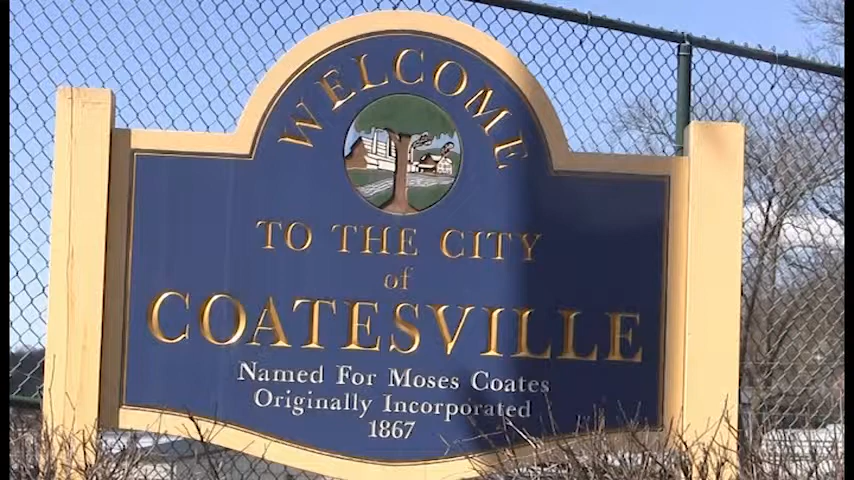 WELCOME
TO THE CITY
of
COATESVILLE
Named For Moses Coates
Originally Incorporated
1867